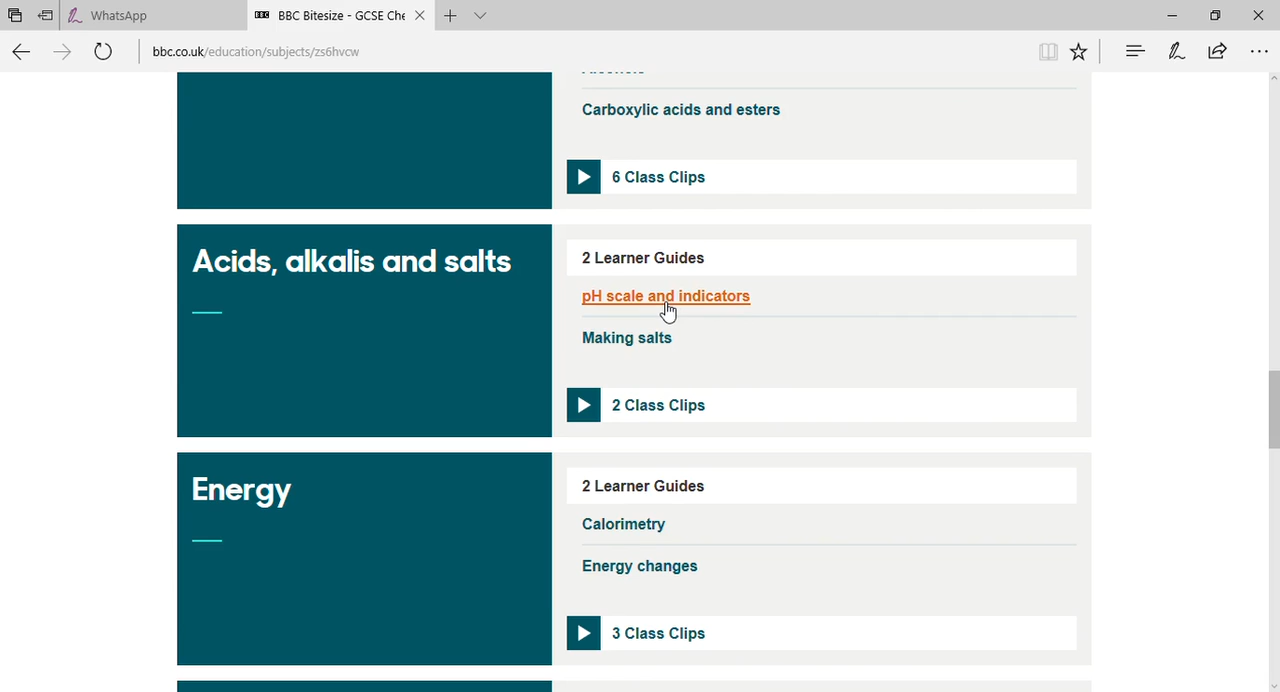 WhatsApp
BBC BBC Bitesize - GCSE Che
bbc.co.uk/education/subjects/zs6hvcw
Carboxylic acids and esters
6 Class Clips
Acids, alkalis and salts
2 Learner Guides
pH scale and indicators
Making salts
2 Class Clips
Energy
2 Learner Guides
Calorimetry
Energy changes
3 Class Clips